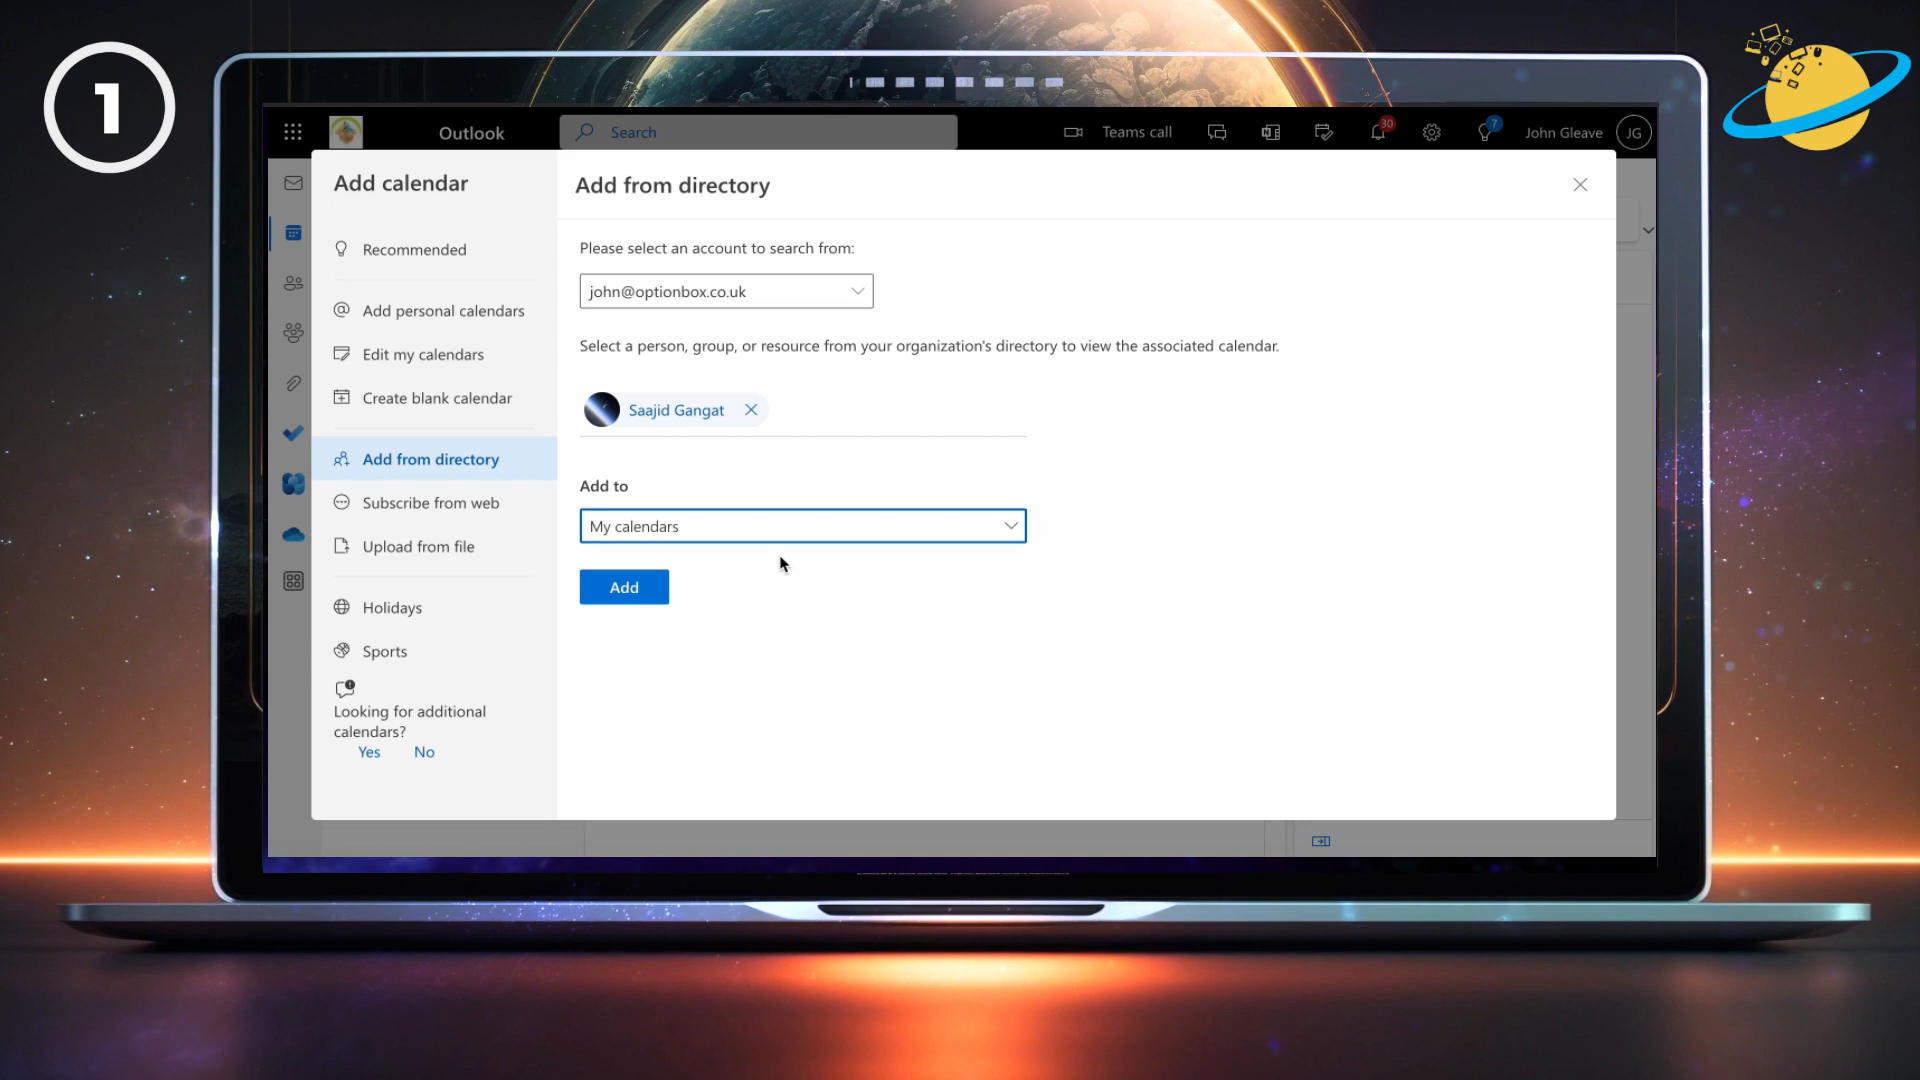 1
Outlook
Search
Teams call
30
7
John Gleave
JG
Add calendar
Recommended
Add personal calendars
Edit my calendars
Create blank calendar
Add from directory
Subscribe from web
Upload from file
Holidays
Sports
Looking for additional
calendars?
Yes No
Add from directory
Please select an account to search from:
john@optionbox.co.uk
Select a person, group, or resource from your organization's directory to view the associated calendar.
Saajid Gangat
Add to
My calendars
Add